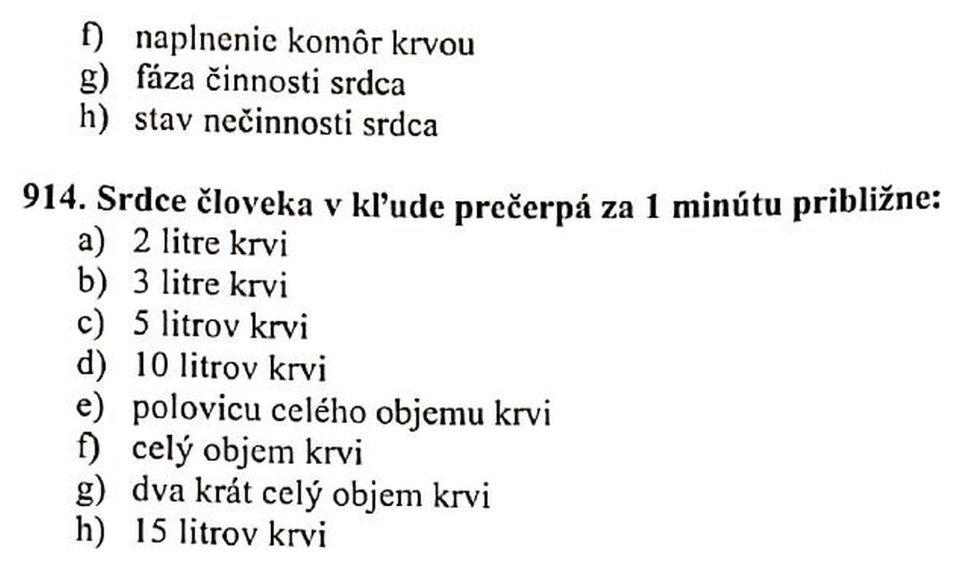 f) naplnenie komôr krvou
g) fáza činnosti srdca
h) stav nečinnosti srdca
914. Srdce človeka v kľude prečerpá za 1 minútu približne:
a) 2 litre krvi
b) 3 litre krvi
c) 5 litrov krvi
d) 10 litrov krvi
e) polovicu celého objemu krvi
f) celý objem krvi
g) dva krát celý objem krvi
h) 15 litrov krvi